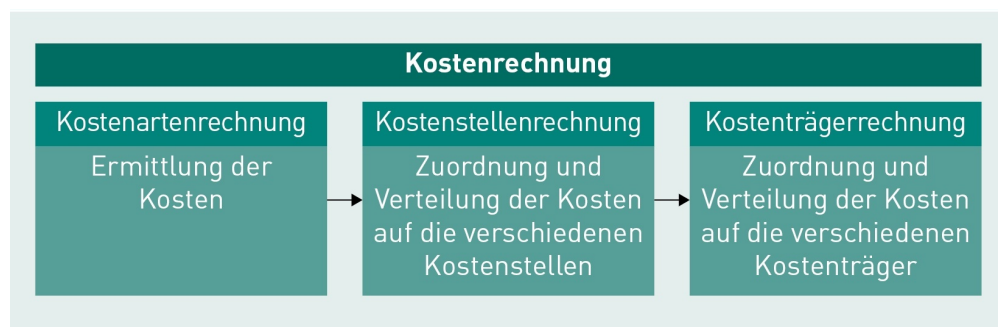 Kostenrechnung
Kostenartenrechnung
Ermittlung der
Kosten
Kostenstellenrechnung
Zuordnung und
Verteilung der Kosten
auf die verschiedenen
Kostenstellen
Kostenträgerrechnung
Zuordnung und
Verteilung der Kosten
auf die verschiedenen
Kostenträger